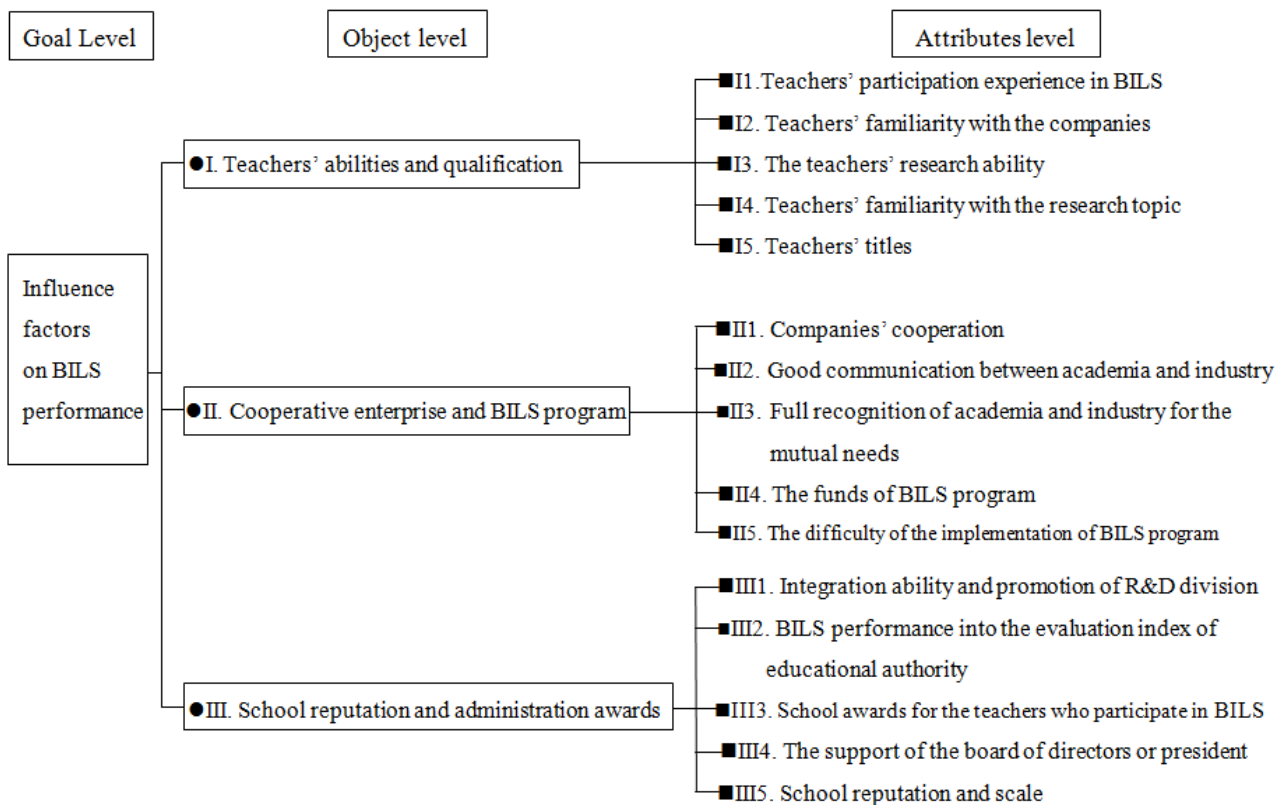 Goal Level
Object level
Attributes level
■I1.Teachers’ participation experience in BILS
■I2. Teachers’ familiarity with the companies
●I. Teachers’ abilities and qualification
■I3. The teachers’ research ability
■I4. Teachers’ familiarity with the research topic
■I5. Teachers’ titles
Influence
factors
on BILS
performance
■II1. Companies’ cooperation
■II2. Good communication between academia and industry
●II. Cooperative enterprise and BILS program
■II3. Full recognition of academia and industry for the
mutual needs
■II4. The funds of BILS program
■II5. The difficulty of the implementation of BILS program
■III1. Integration ability and promotion of R&D division
■III2. BILS performance into the evaluation index of
educational authority
●III. School reputation and administration awards
■III3. School awards for the teachers who participate in BILS
■III4. The support of the board of directors or president
■III5. School reputation and scale